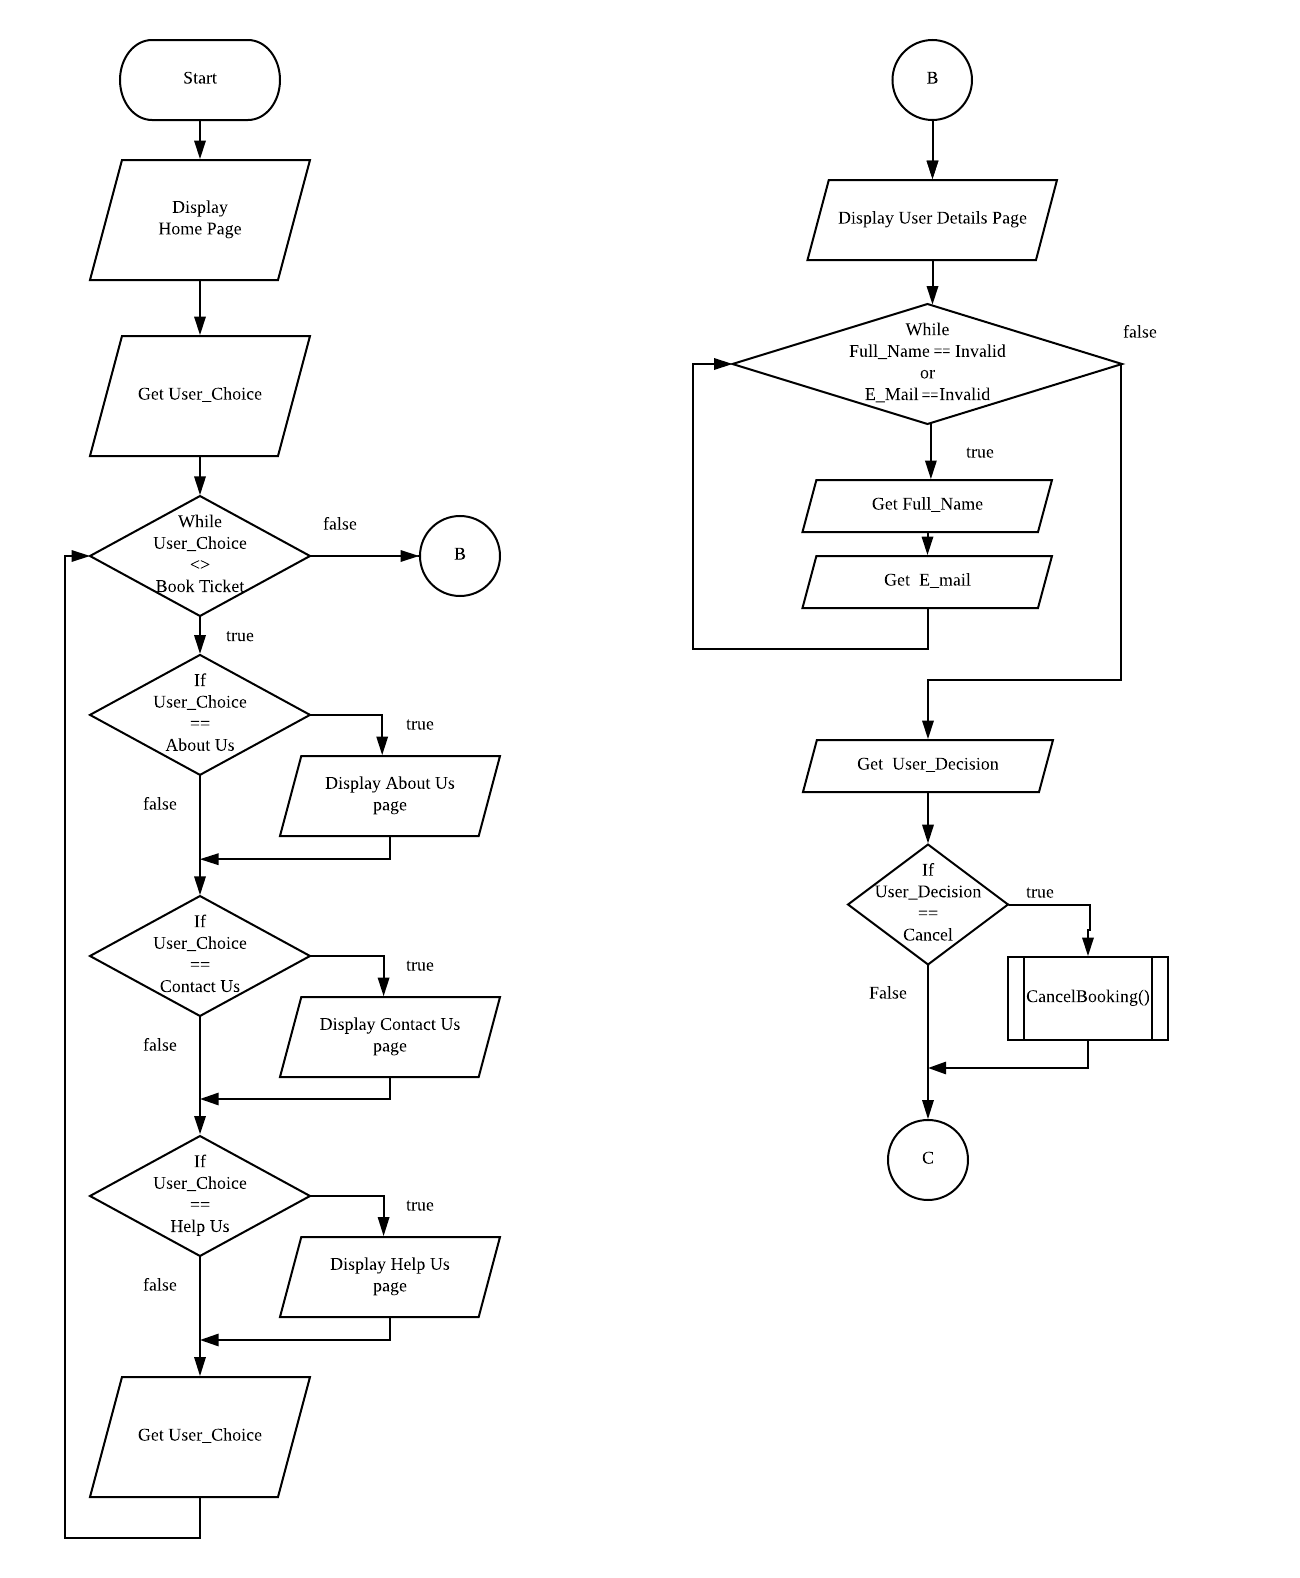 Start
Display
Home Page
Get User_Choice
While
User_Choice
<>
Book Ticket
false
B
true
If
User_Choice
==
About Us
true
Display About Us
page
false
If
User_Choice
==
Contact Us
true
Display Contact Us
page
false
If
User_Choice
==
Help Us
true
Display Help Us
page
false
Get User_Choice
B
Display User Details Page
While
Full_Name == Invalid
or
E_Mail ==Invalid
false
true
Get Full_Name
Get  E_mail
Get  User_Decision
If
User_Decision
==
Cancel
true
CancelBooking()
False
C